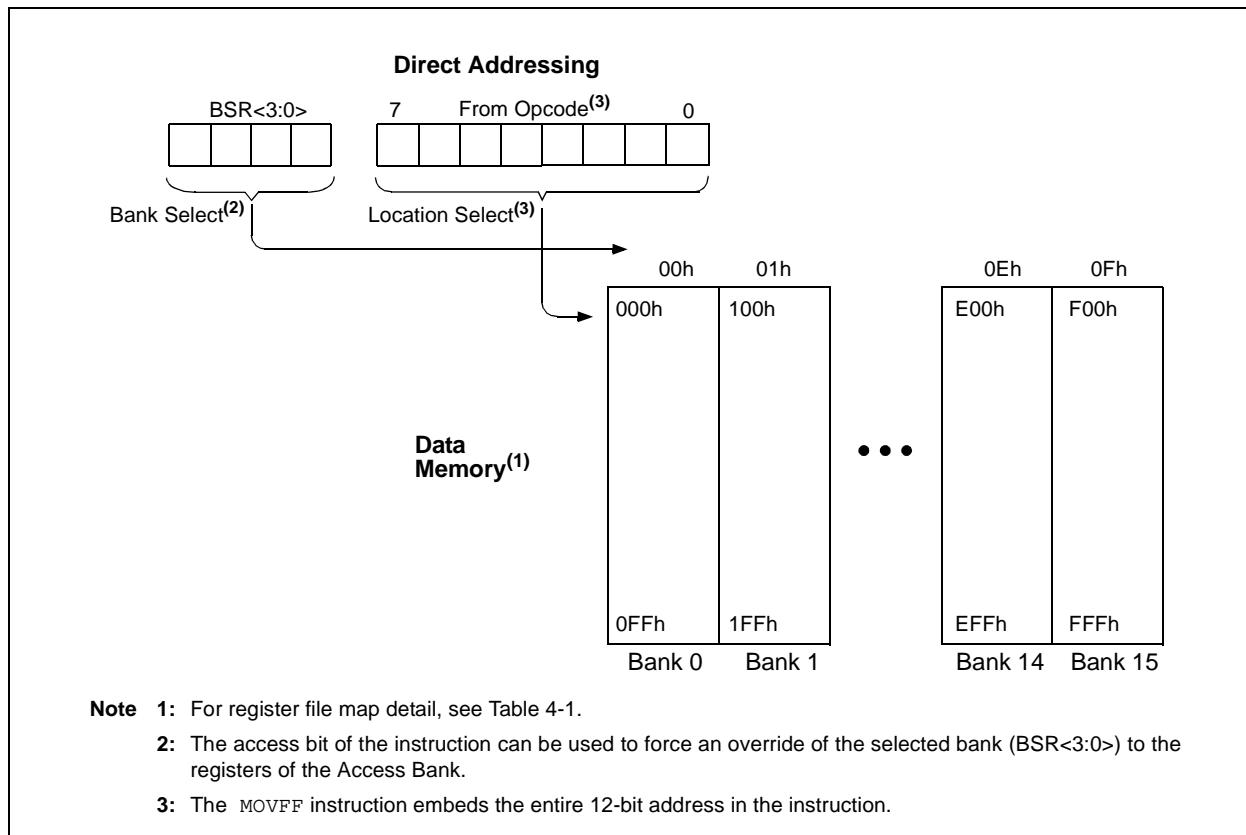 Direct Addressing
BSR<3:0>
7 From Opcode(3) 0
Bank Select(2) Location Select(3)
00h 01h 0Eh 0Fh
000h 100h E00h F00h
Data
Memory(1)
0FFh 1FFh EFFh FFFh
Bank 0 Bank 1 Bank 14 Bank 15
Note 1: For register file map detail, see Table 4-1.
2: The access bit of the instruction can be used to force an override of the selected bank (BSR<3:0>) to the
registers of the Access Bank.
3: The MOVFF instruction embeds the entire 12-bit address in the instruction.